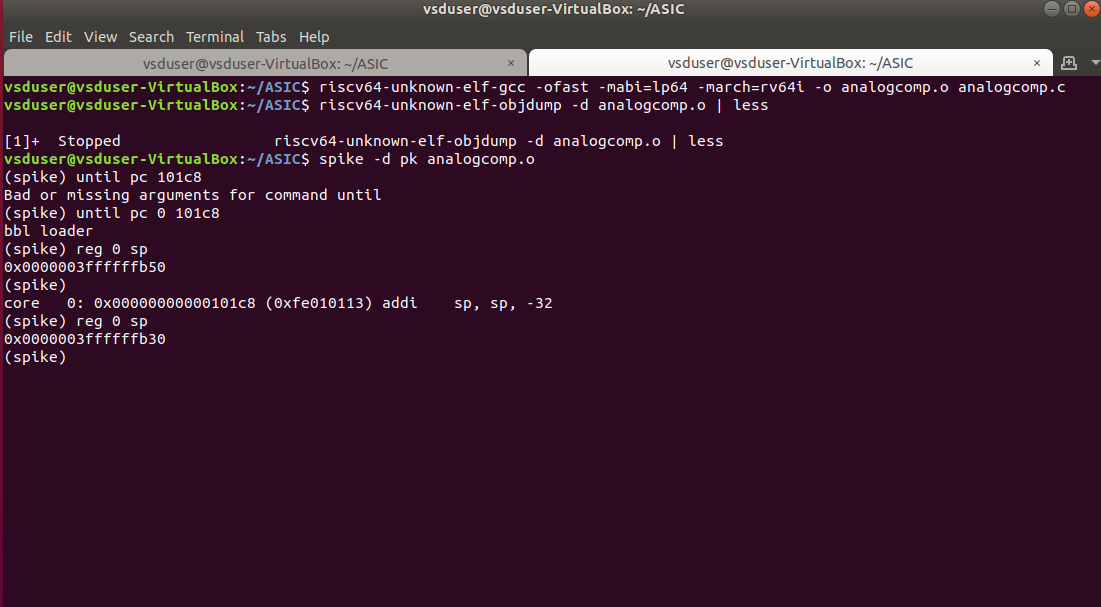 vsduser@vsduser-VirtualBox: ~/ASIC
File Edit View Search Terminal Tabs Help
vsduser@vsduser-VirtualBox: ~/ASIC × vsduser@vsduser-VirtualBox: ~/ASIC ×
vsduser@vsduser-VirtualBox:~/ASIC$ riscv64-unknown-elf-gcc -ofast -mabi=lp64 -march=rv64i -o analogcomp.o analogcomp.c
vsduser@vsduser-VirtualBox:~/ASIC$ riscv64-unknown-elf-objdump -d analogcomp.o | less
[1]+  Stopped                 riscv64-unknown-elf-objdump -d analogcomp.o | less
vsduser@vsduser-VirtualBox:~/ASIC$ spike -d pk analogcomp.o
(spike) until pc 101c8
Bad or missing arguments for command until
(spike) until pc 0 101c8
bbl loader
(spike) reg 0 sp
0x0000003ffffffb50
(spike)
core   0: 0x00000000000101c8 (0xfe010113) addi    sp, sp, -32
(spike) reg 0 sp
0x0000003ffffffb30
(spike)